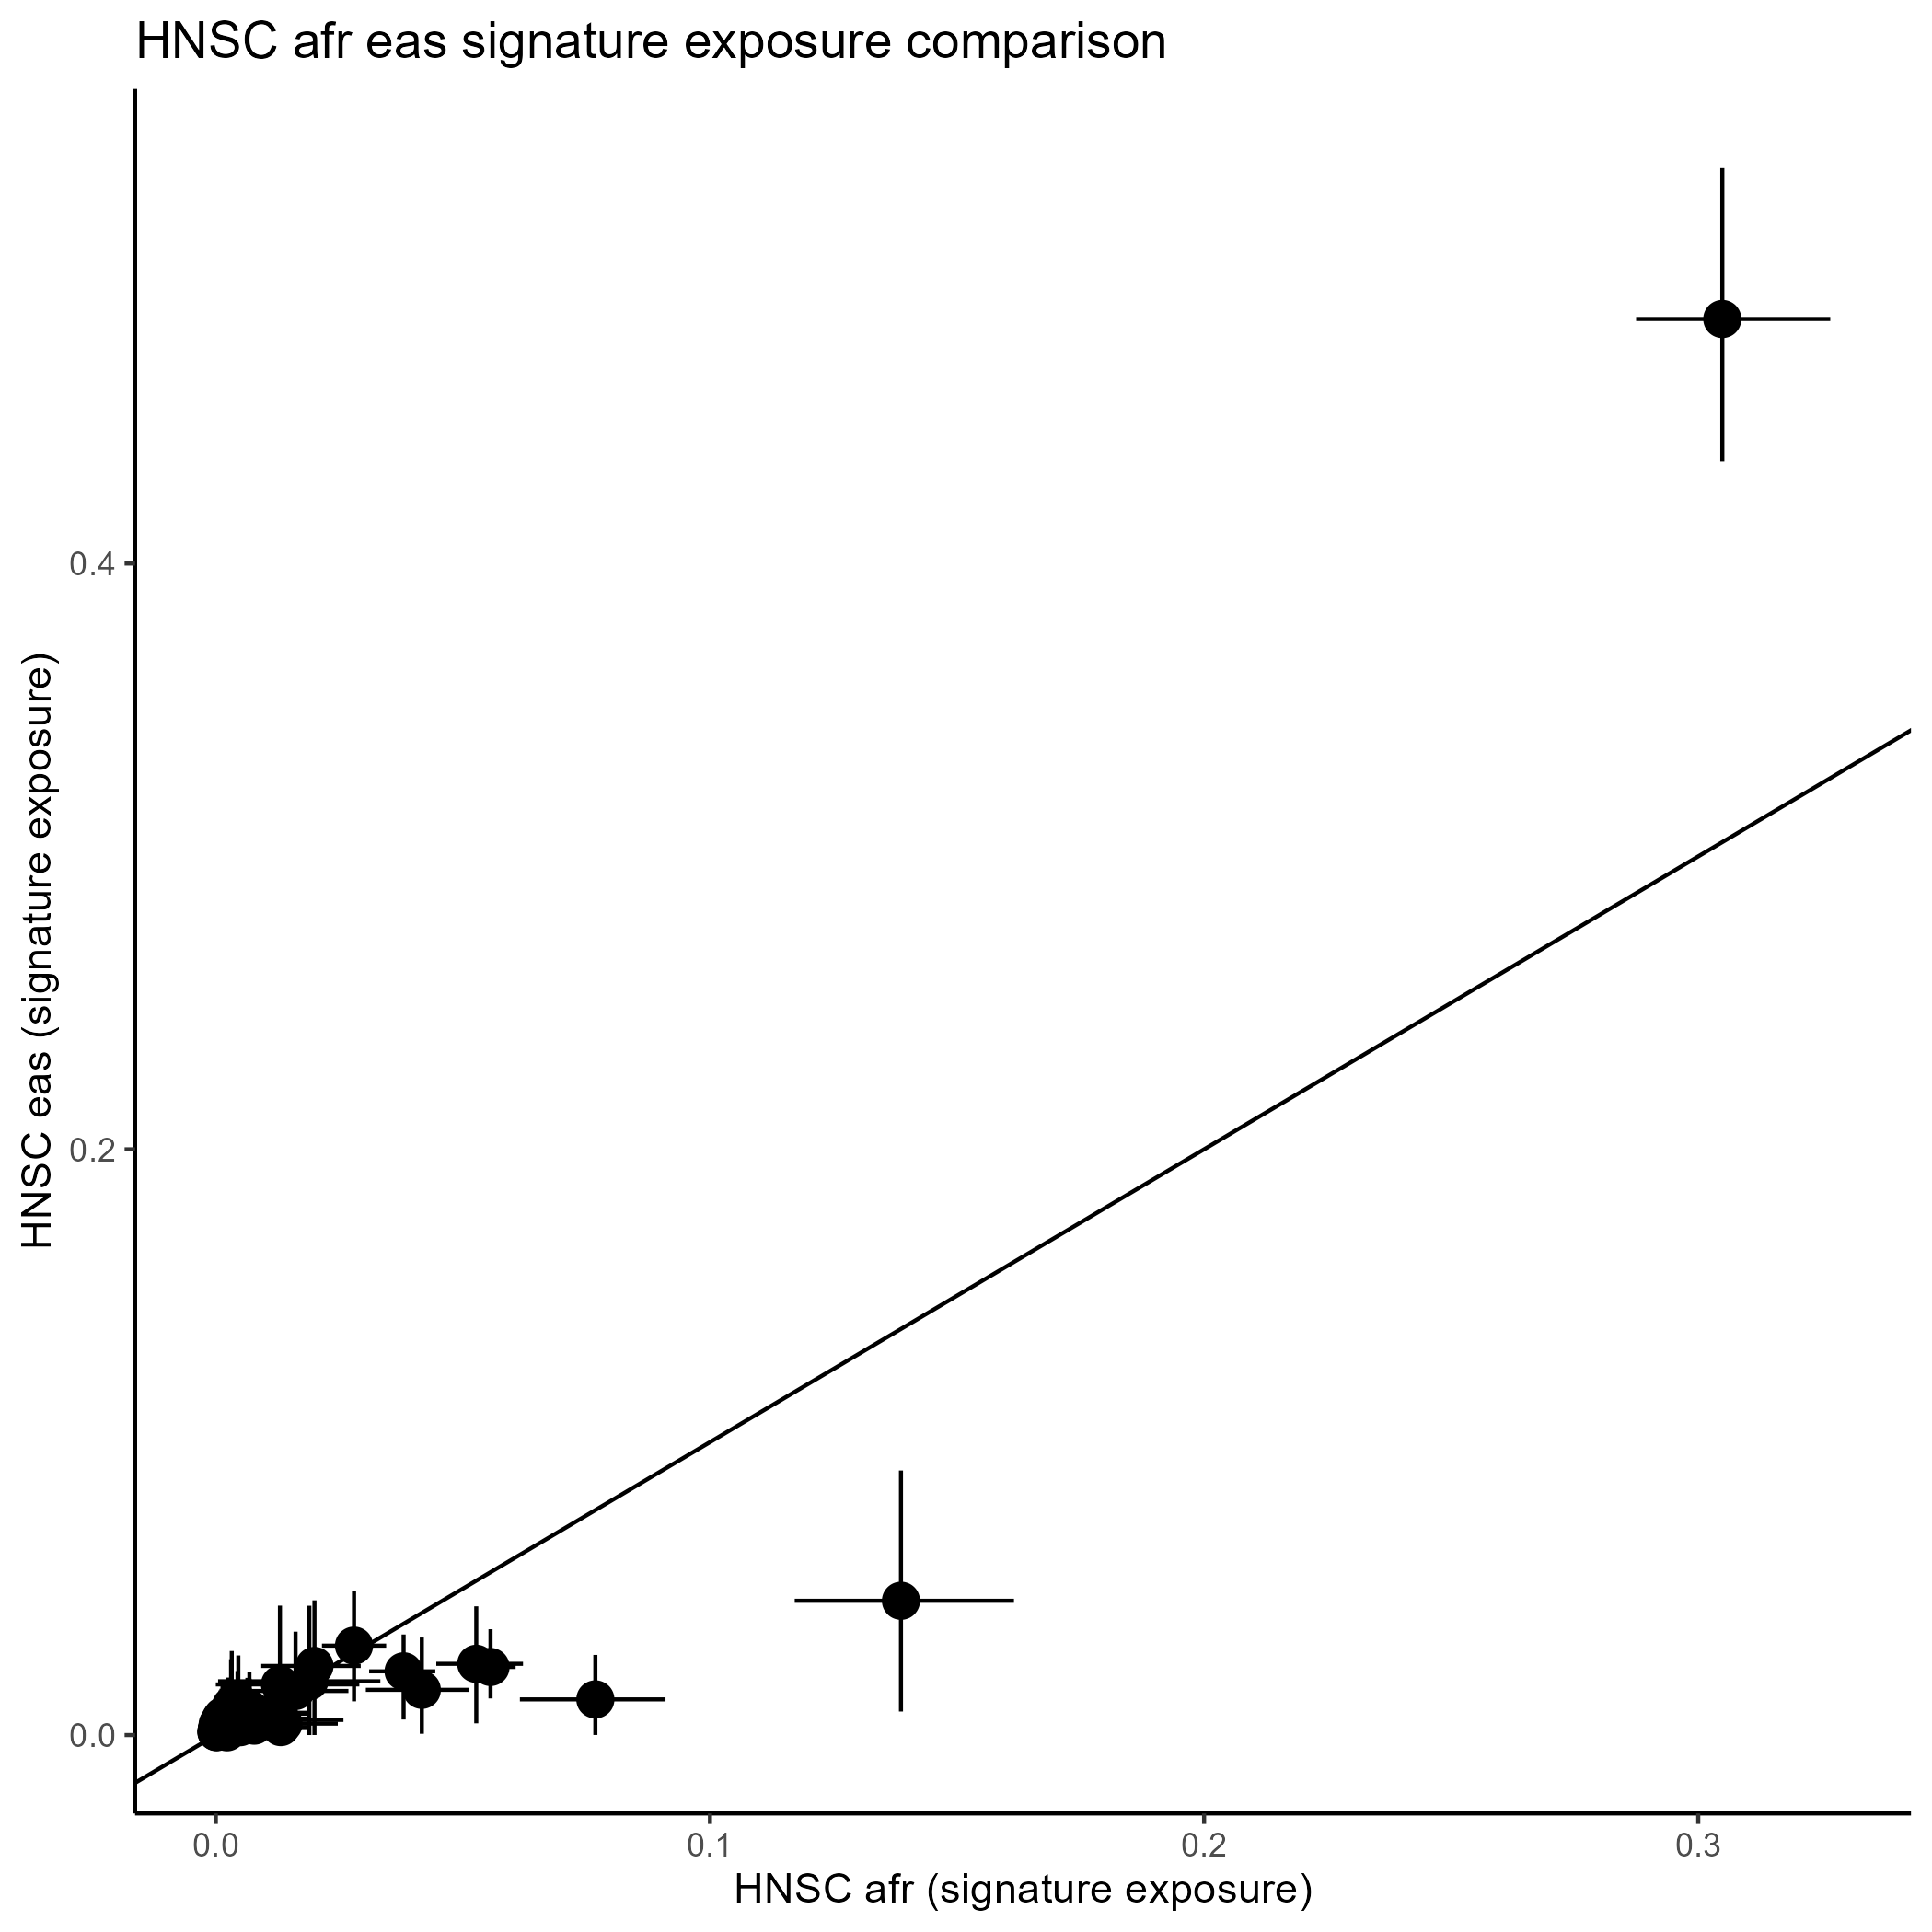 HNSC afr eas signature exposure comparison
HNSC eas (signature exposure)
0.4
0.2
0.0
0.0
0.1
0.2
0.3
HNSC afr (signature exposure)